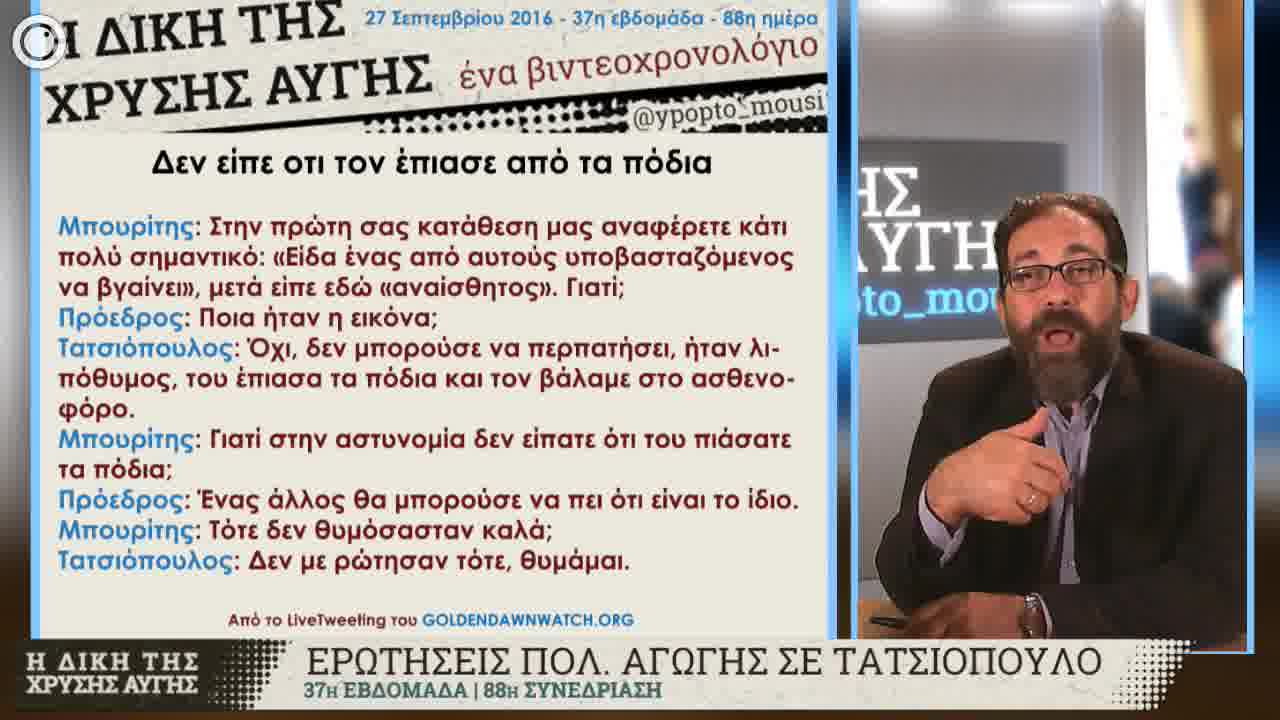 Η ΔΙΚΗ ΤΗΣ
ΧΡΥΣΗΣ ΑΥΓΗΣ
27 Σεπτεμβρίου 2016 - 37η εβδομάδα - 88η ημέρα
ένα βιντεοχρονολόγιο
@ypopto_mousi
Δεν είπε οτι τον έπιασε από τα πόδια
Μπουρίτης: Στην πρώτη σας κατάθεση μας αναφέρετε κάτι
πολύ σημαντικό: «Είδα ένας από αυτούς υποβασταζόμενος
να βγαίνει», μετά είπε εδώ «αναίσθητος». Γιατί;
Πρόεδρος: Ποια ήταν η εικόνα;
Τατσιόπουλος: Όχι, δεν μπορούσε να περπατήσει, ήταν λι-
πόθυμος, του έπιασα τα πόδια και τον βάλαμε στο ασθενο-
φόρο.
Μπουρίτης: Γιατί στην αστυνομία δεν είπατε ότι του πιάσατε
τα πόδια;
Πρόεδρος: Ένας άλλος θα μπορούσε να πει ότι είναι το ίδιο.
Μπουρίτης: Τότε δεν θυμόσασταν καλά;
Τατσιόπουλος: Δεν με ρώτησαν τότε, θυμάμαι.
Από το LiveTweeting του GOLDENDAWNWATCH.ORG
ΗΣ
ΑΥΓΗ
pto_mou
Η ΔΙΚΗ ΤΗΣ
ΧΡΥΣΗΣ ΑΥΓΗΣ
ΕΡΩΤΗΣΕΙΣ ΠΟΛ. ΑΓΩΓΗΣ ΣΕ ΤΑΤΣΙΟΠΟΥΛΟ
37η ΕΒΔΟΜΑΔΑ | 88η ΣΥΝΕΔΡΙΑΣΗ